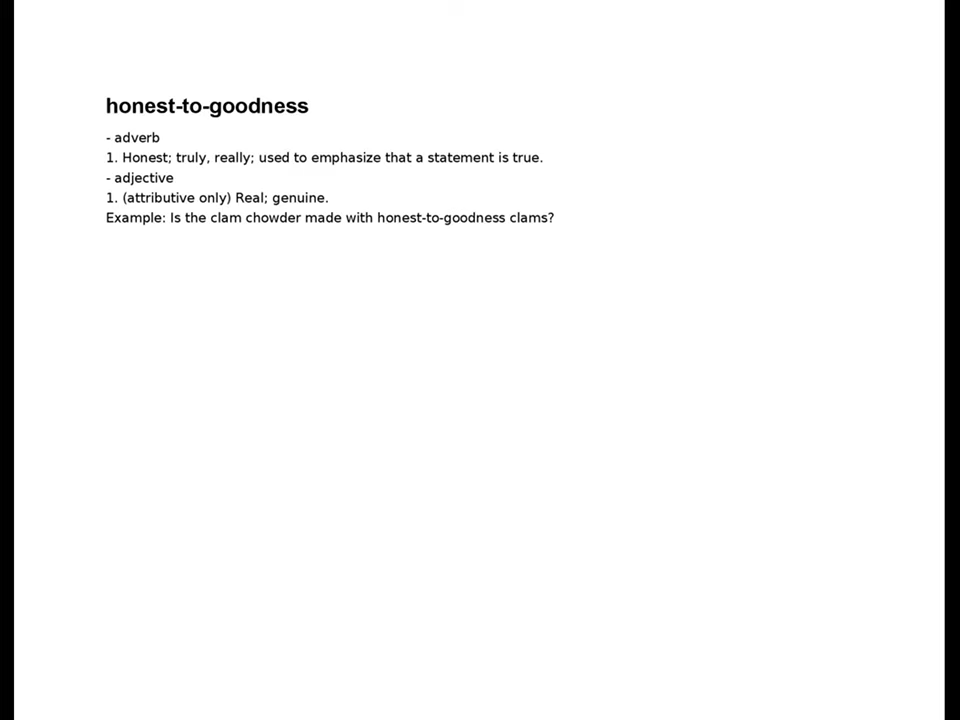 honest-to-goodness
- adverb
1. Honest; truly, really; used to emphasize that a statement is true.
- adjective
1. (attributive only) Real; genuine.
Example: Is the clam chowder made with honest-to-goodness clams?